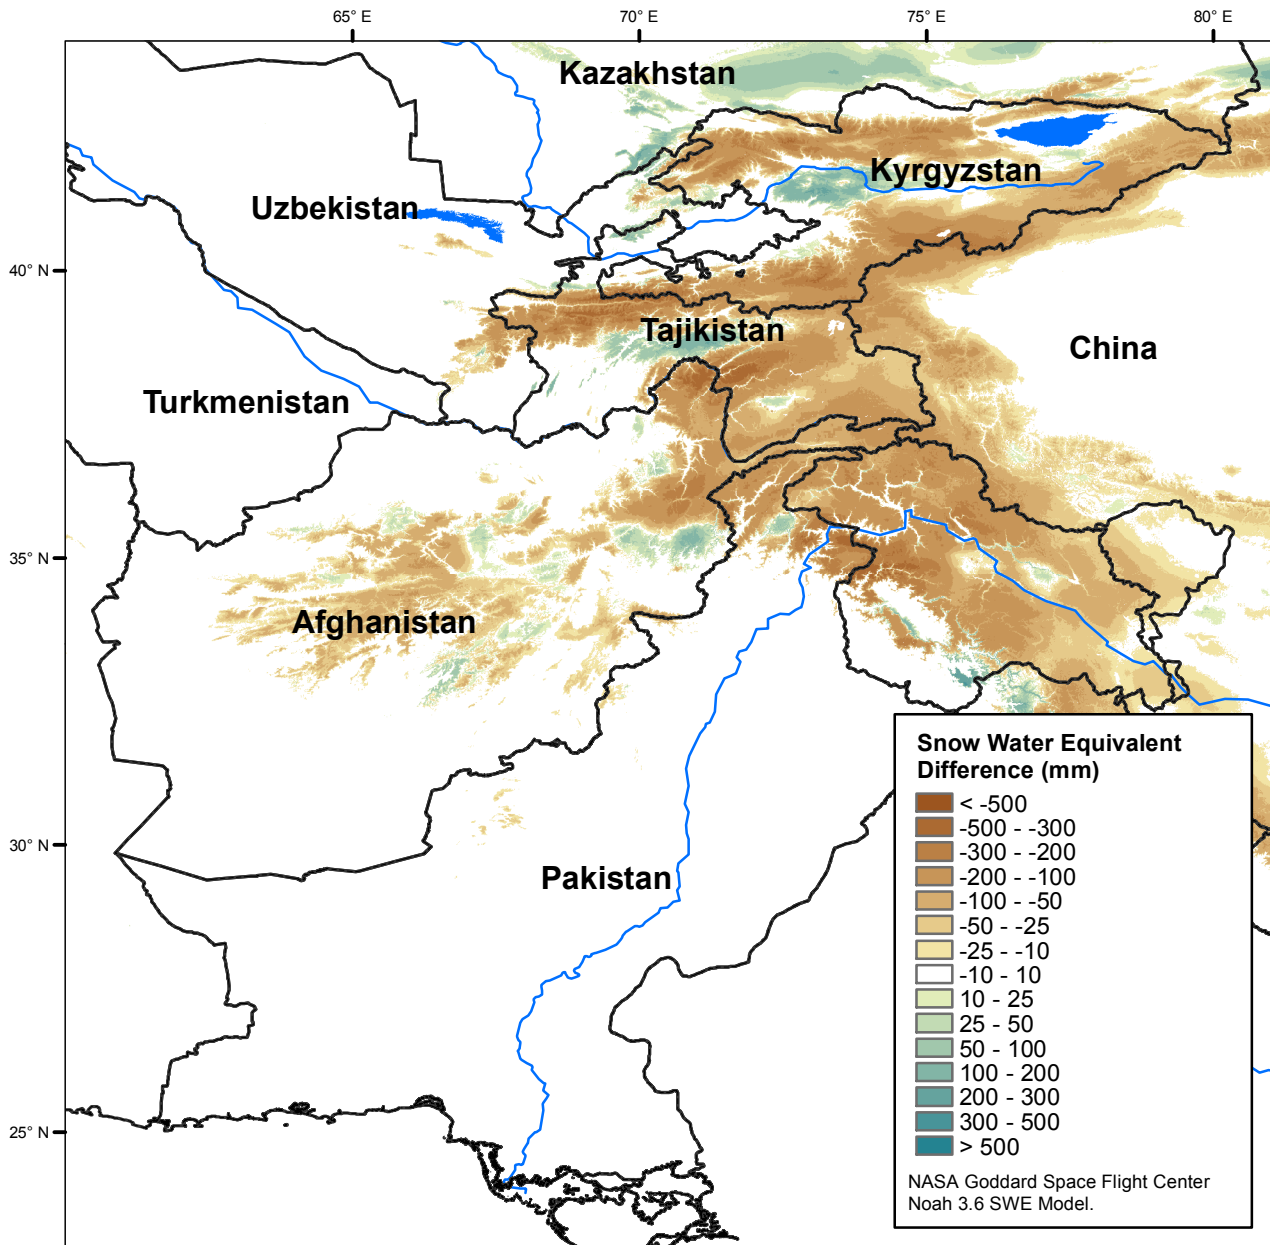 65° E
70° E
75° E
80° E
Kazakhstan
Kyrgyzstan
Uzbekistan
40° N
Tajikistan
China
Turkmenistan
35° N
Afghanistan
30° N
Pakistan
25° N
Snow Water Equivalent
Difference (mm)
< -500
-500 - -300
-300 - -200
-200 - -100
-100 - -50
-50 - -25
-25 - -10
-10 - 10
10 - 25
25 - 50
50 - 100
100 - 200
200 - 300
300 - 500
> 500
NASA Goddard Space Flight Center
Noah 3.6 SWE Model.